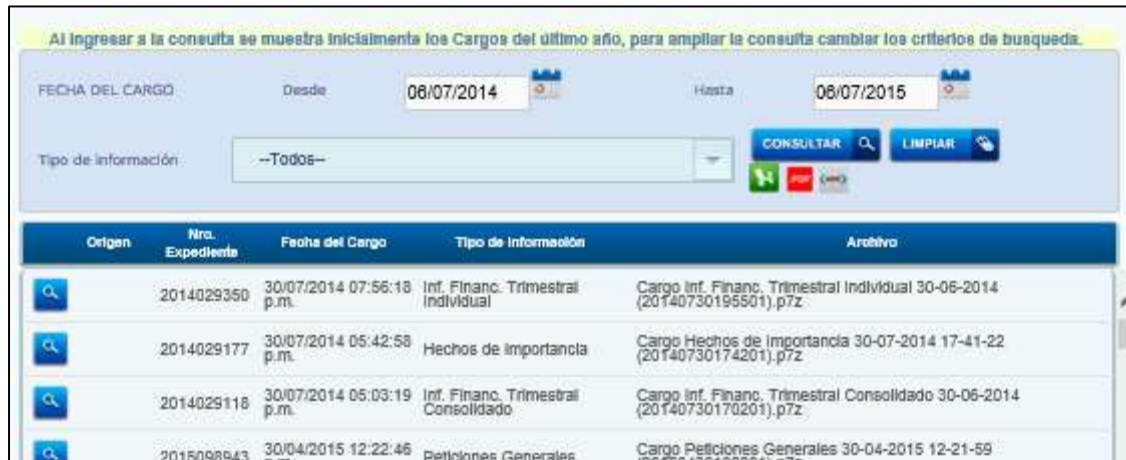 Al ingresar a la consulta se muestra inicialmente los Cargos del último año, para ampliar la consulta cambiar los criterios de busqueda.
FECHA DEL CARGO Desde 06/07/2014 Hasta 06/07/2015
Tipo de información --Todos-- CONSULTAR LIMPIAR
PDF
Origen Nro. Expediente Fecha del Cargo Tipo de Información Archivo
2014029350 30/07/2014 07:56:18 p.m. Inf. Financ. Trimestral Individual Cargo Inf. Financ. Trimestral Individual 30-06-2014 (20140730195501).p7z
2014029177 30/07/2014 05:42:58 p.m. Hechos de Importancia Cargo Hechos de Importancia 30-07-2014 17-41-22 (20140730174201).p7z
2014029118 30/07/2014 05:03:19 p.m. Inf. Financ. Trimestral Consolidado Cargo Inf. Financ. Trimestral Consolidado 30-06-2014 (20140730170201).p7z
2015098943 30/04/2015 12:22:46 Peticiones Generales Cargo Peticiones Generales 30-04-2015 12-21-59